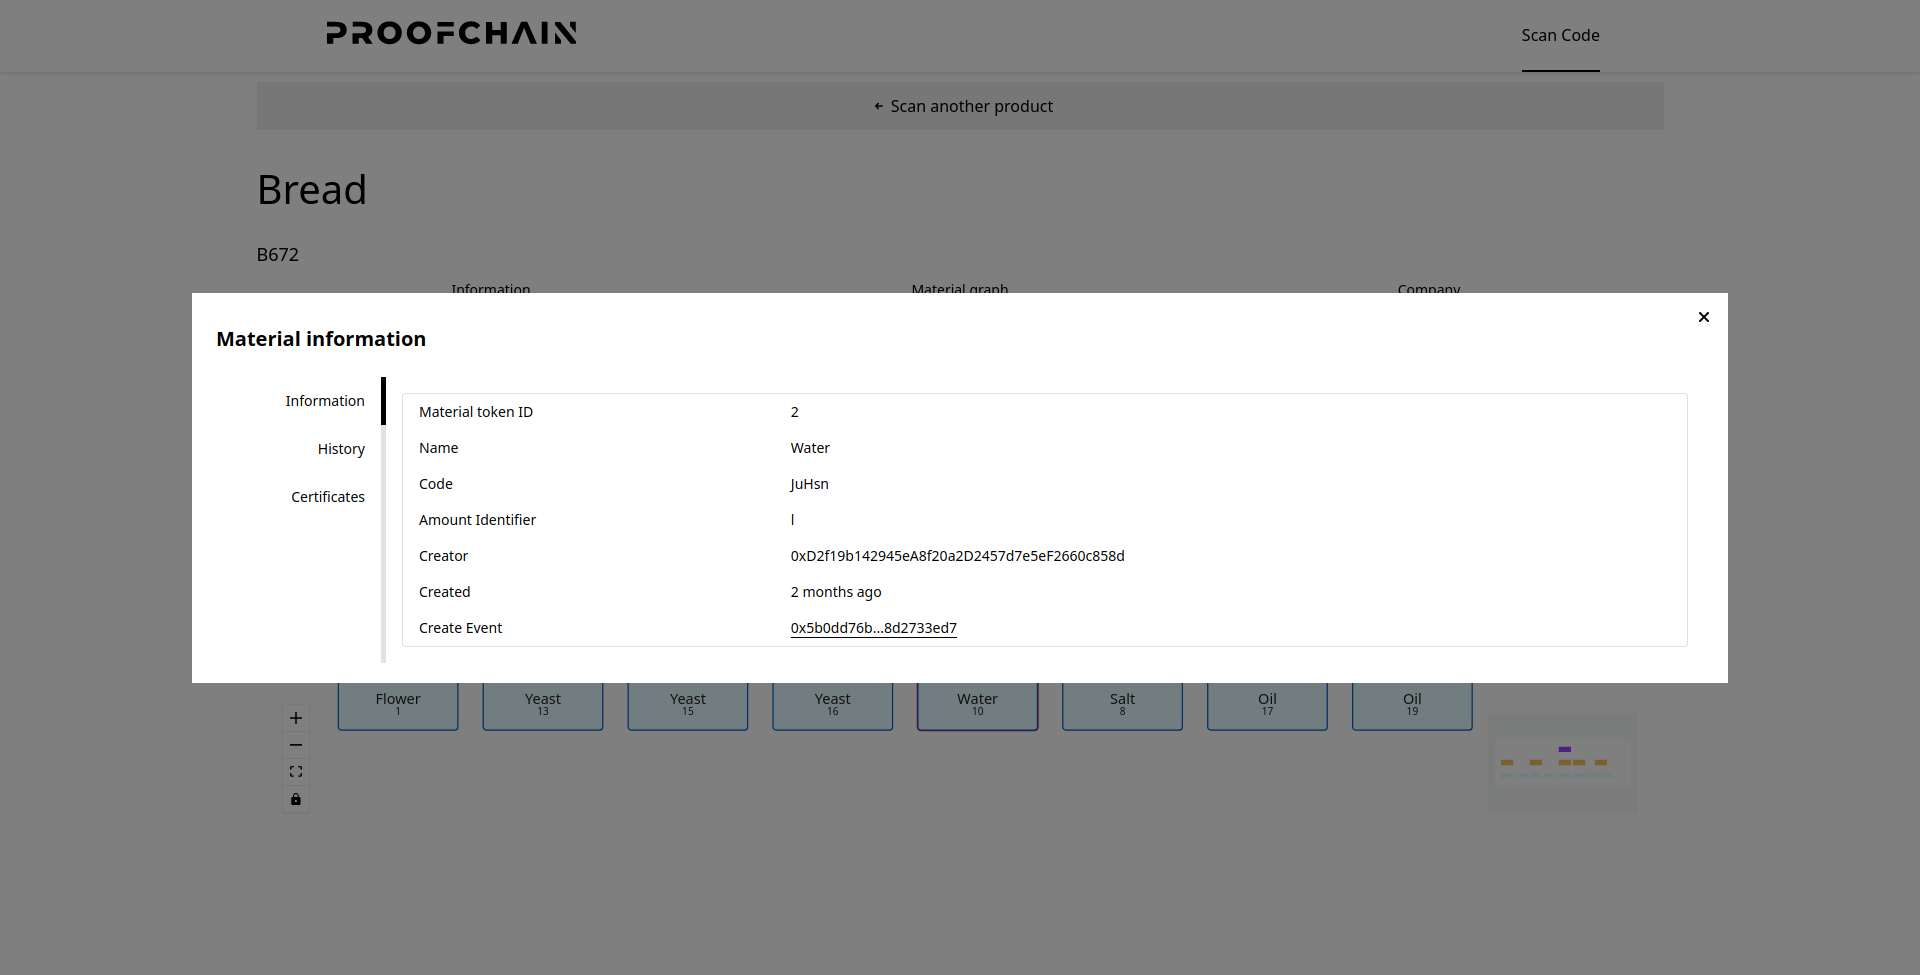 PROOFCHAIN
Scan Code
Scan another product
Bread
B672
Information Material graph Company
Material information
Information
History
Certificates
Material token ID 2
Name Water
Code JuHsn
Amount Identifier l
Creator 0xD2f19b142945eA8f20a2D2457d7e5eF2660c858d
Created 2 months ago
Create Event 0x5b0dd76b...8d2733ed7
Flower Yeast Yeast Yeast Water Salt Oil Oil
1 13 15 16 10 8 17 19